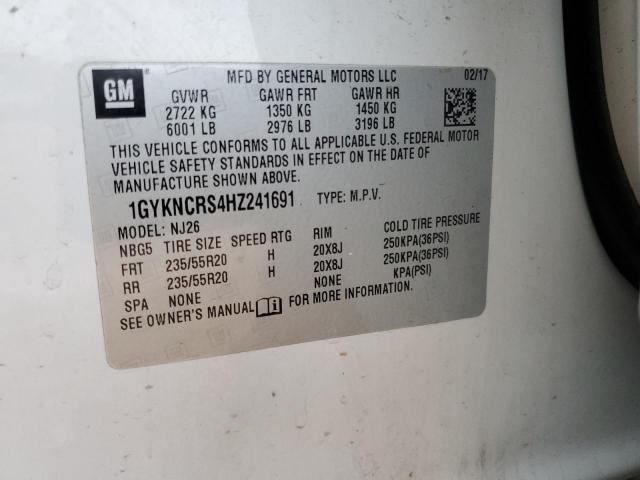 GM MFD BY GENERAL MOTORS LLC 02/17
GVWR GAWR FRT GAWR RR
2722 KG 1350 KG 1450 KG
6001 LB 2976 LB 3196 LB
THIS VEHICLE CONFORMS TO ALL APPLICABLE U.S. FEDERAL MOTOR
VEHICLE SAFETY STANDARDS IN EFFECT ON THE DATE OF
MANUFACTURE SHOWN ABOVE.
1GYKNCRS4HZ241691 TYPE: M.P.V.
MODEL: NJ26
NBG5 TIRE SIZE SPEED RTG RIM COLD TIRE PRESSURE
FRT 235/55R20 H 20X8J 250KPA(36PSI)
RR 235/55R20 H 20X8J 250KPA(36PSI)
SPA NONE NONE KPA(PSI)
SEE OWNER'S MANUAL FOR MORE INFORMATION.